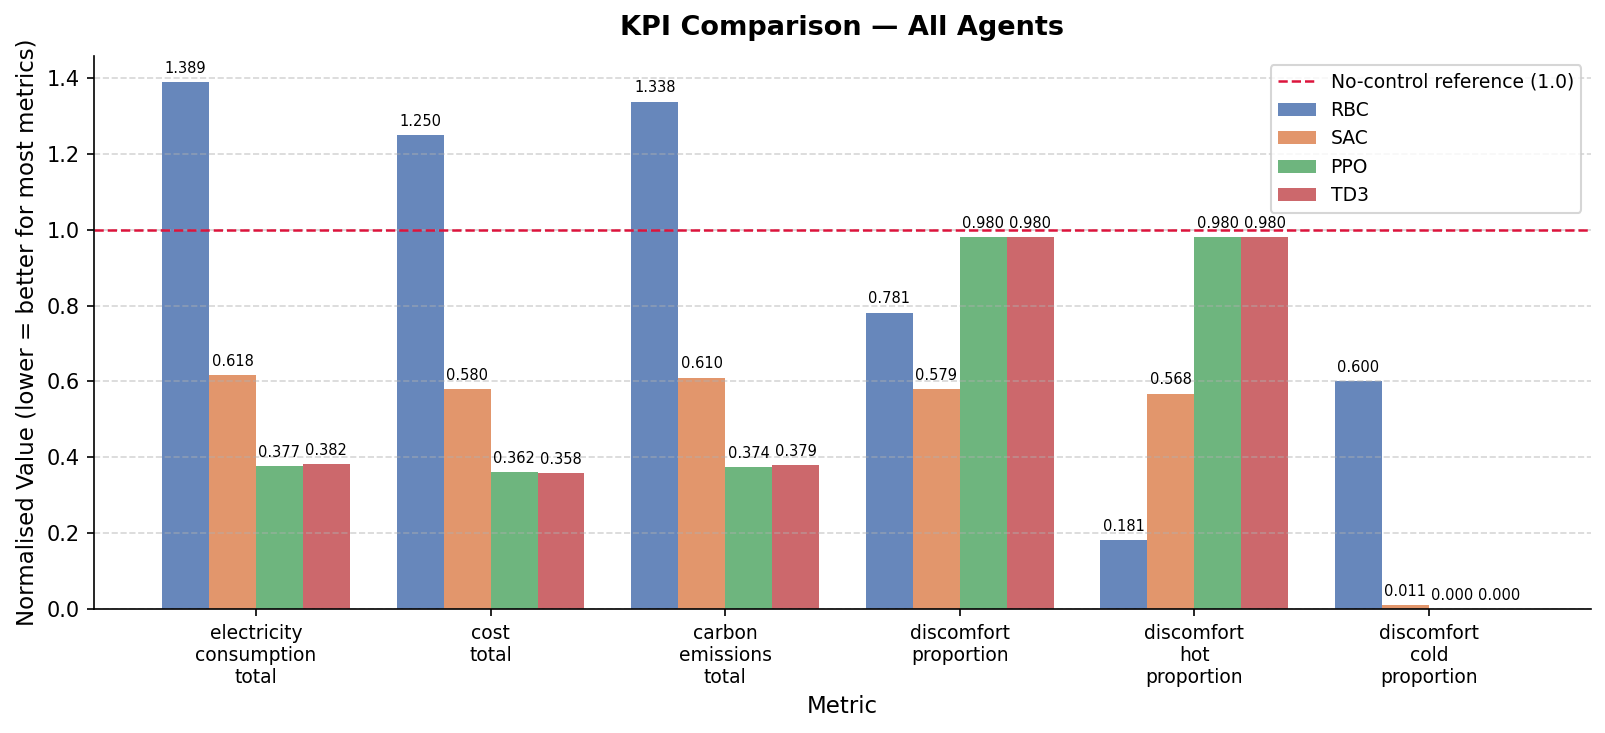 KPI Comparison — All Agents
Normalised Value (lower = better for most metrics)
1.4
1.2
1.0
0.8
0.6
0.4
0.2
0.0
No-control reference (1.0)
RBC
SAC
PPO
TD3
1.389
0.618
0.377
0.382
1.250
0.580
0.362
0.358
1.338
0.610
0.374
0.379
0.781
0.579
0.980
0.980
0.181
0.568
0.980
0.980
0.600
0.011
0.000
0.000
electricity
consumption
total
cost
total
carbon
emissions
total
discomfort
proportion
discomfort
hot
proportion
discomfort
cold
proportion
Metric